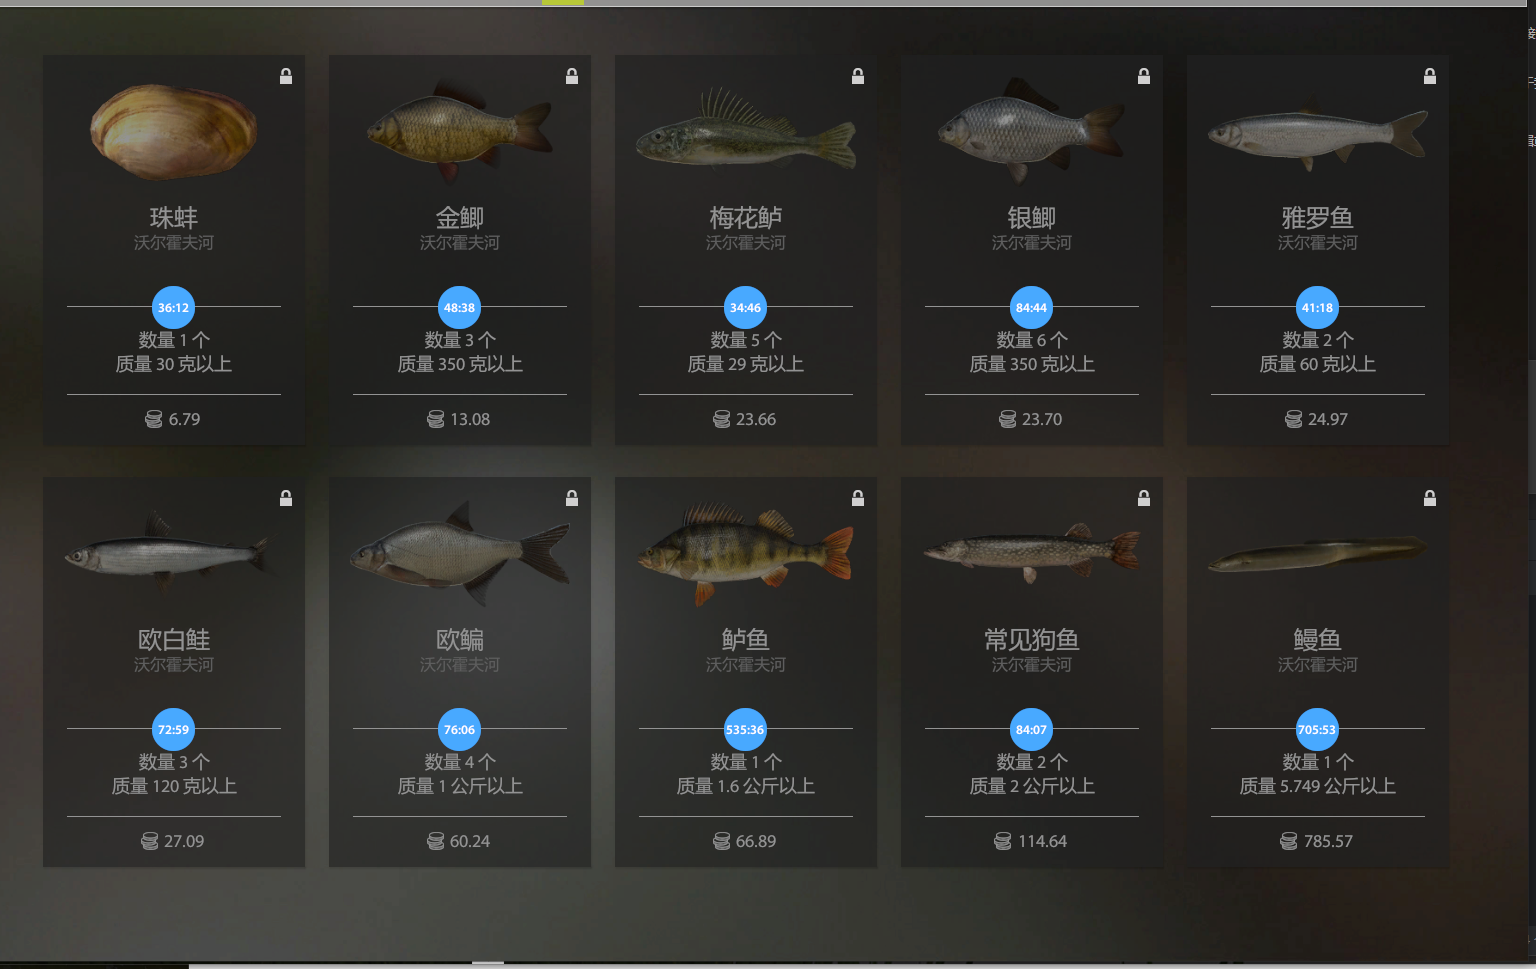 珠蚌
沃尔霍夫河
36:12
数量 1 个
质量 30 克以上
6.79
金鲫
沃尔霍夫河
48:38
数量 3 个
质量 350 克以上
13.08
梅花鲈
沃尔霍夫河
34:46
数量 5 个
质量 29 克以上
23.66
银鲫
沃尔霍夫河
84:44
数量 6 个
质量 350 克以上
23.70
雅罗鱼
沃尔霍夫河
41:18
数量 2 个
质量 60 克以上
24.97
欧白鲑
沃尔霍夫河
72:59
数量 3 个
质量 120 克以上
27.09
欧鳊
沃尔霍夫河
76:06
数量 4 个
质量 1 公斤以上
60.24
鲈鱼
沃尔霍夫河
535:36
数量 1 个
质量 1.6 公斤以上
66.89
常见狗鱼
沃尔霍夫河
84:07
数量 2 个
质量 2 公斤以上
114.64
鳗鱼
沃尔霍夫河
705:53
数量 1 个
质量 5.749 公斤以上
785.57